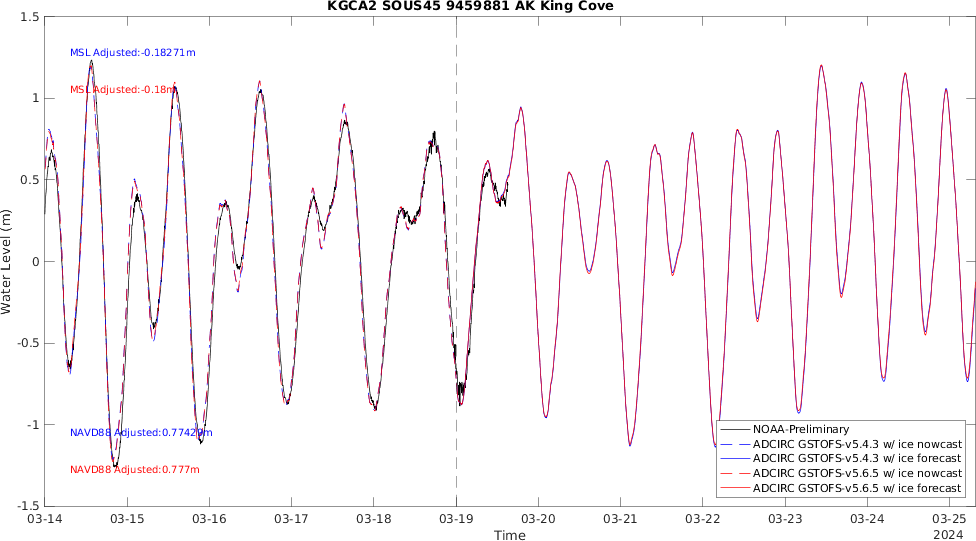 KGCA2 SOUS45 9459881 AK King Cove
1.5
MSL Adjusted:-0.18271m
1
MSL Adjusted:-0.18m
0.5
0
Water Level (m)
-0.5
-1
NAVD88 Adjusted:0.77429m
NAVD88 Adjusted:0.777m
-1.5
NOAA-Preliminary
ADCIRC GSTOFS-v5.4.3 w/ ice nowcast
ADCIRC GSTOFS-v5.4.3 w/ ice forecast
ADCIRC GSTOFS-v5.6.5 w/ ice nowcast
ADCIRC GSTOFS-v5.6.5 w/ ice forecast
03-14 03-15 03-16 03-17 03-18 03-19 03-20 03-21 03-22 03-23 03-24 03-25
2024
Time